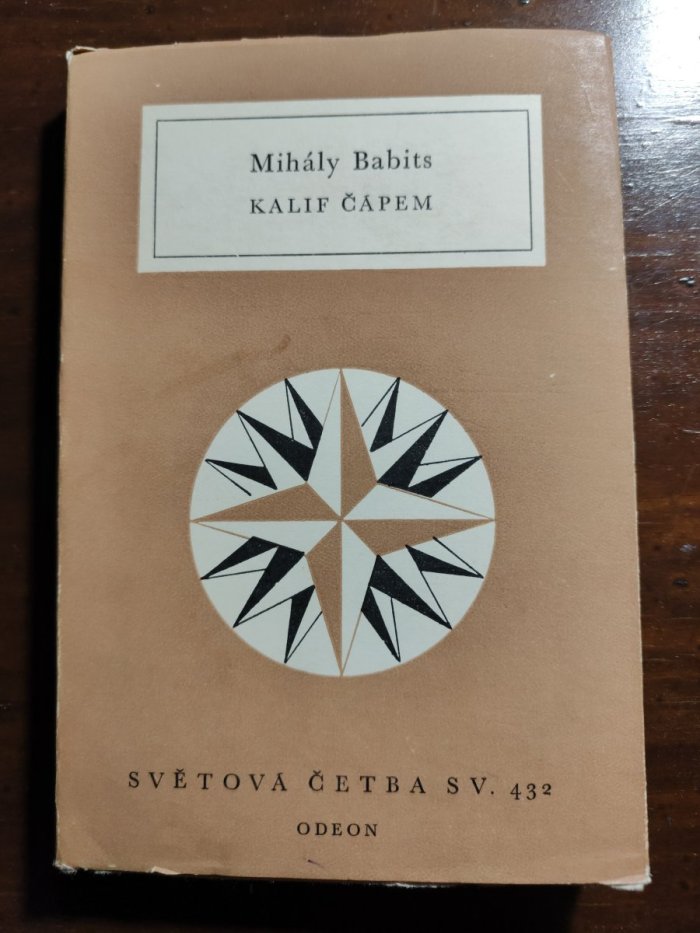 Mihály Babits
KALIF ČÁPEM
SVĚTOVÁ ČETBA SV. 432
ODEON